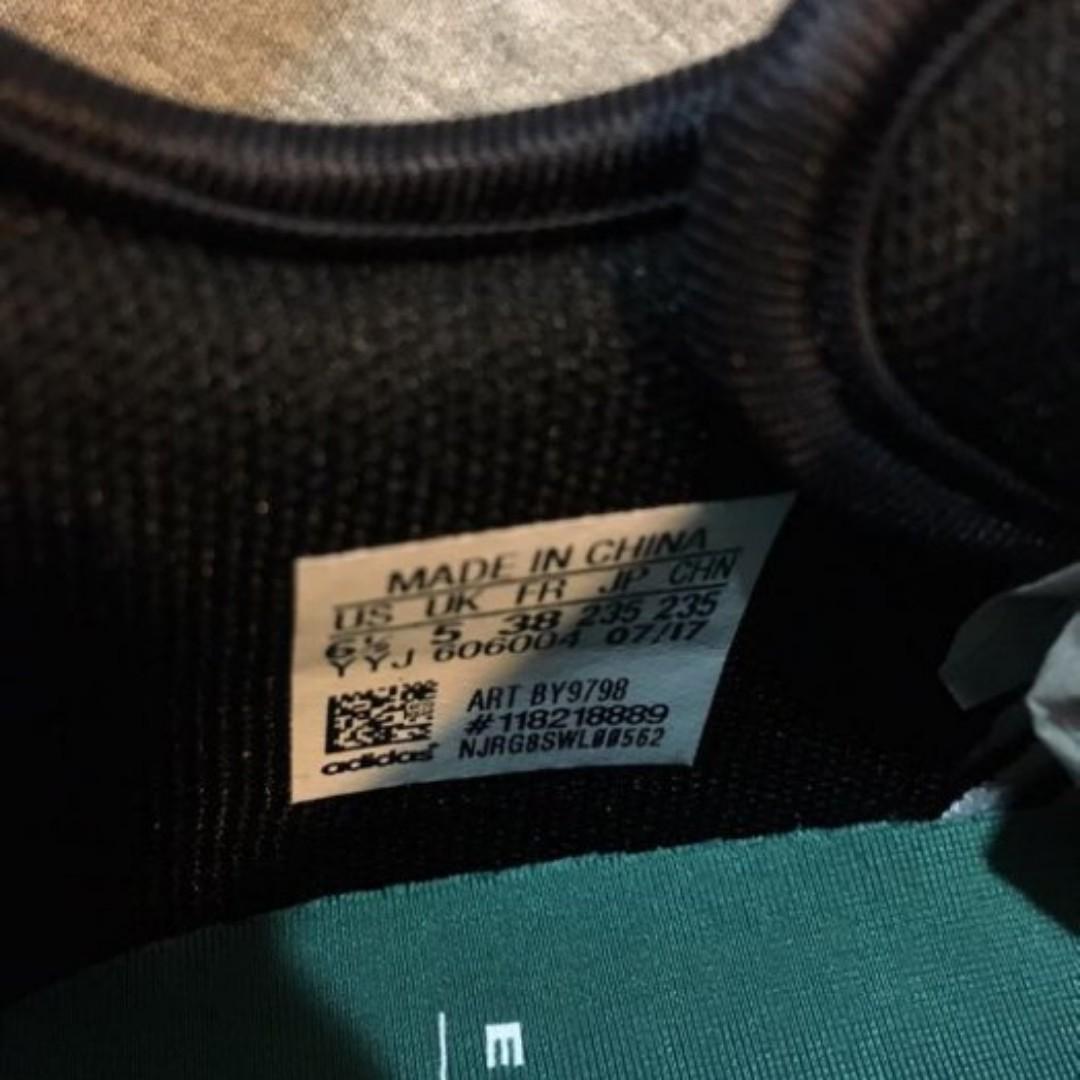 MADE IN CHINA
US UK FR JP CHN
6½ 5 38 235 235
YYJ 606004 07/17
ART BY9798
#118218889
NJRG8SWL00562
adidas
E